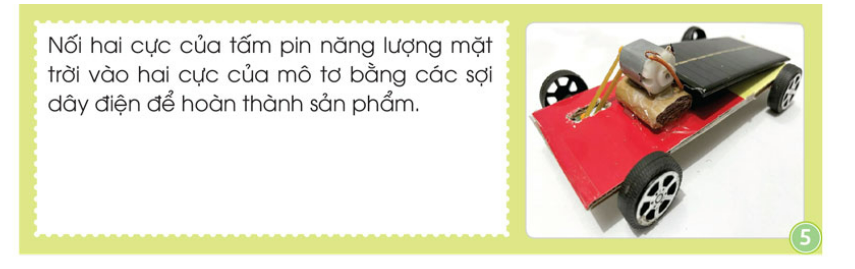 Nối hai cực của tấm pin năng lượng mặt
trời vào hai cực của mô tơ bằng các sợi
dây điện để hoàn thành sản phẩm.
5